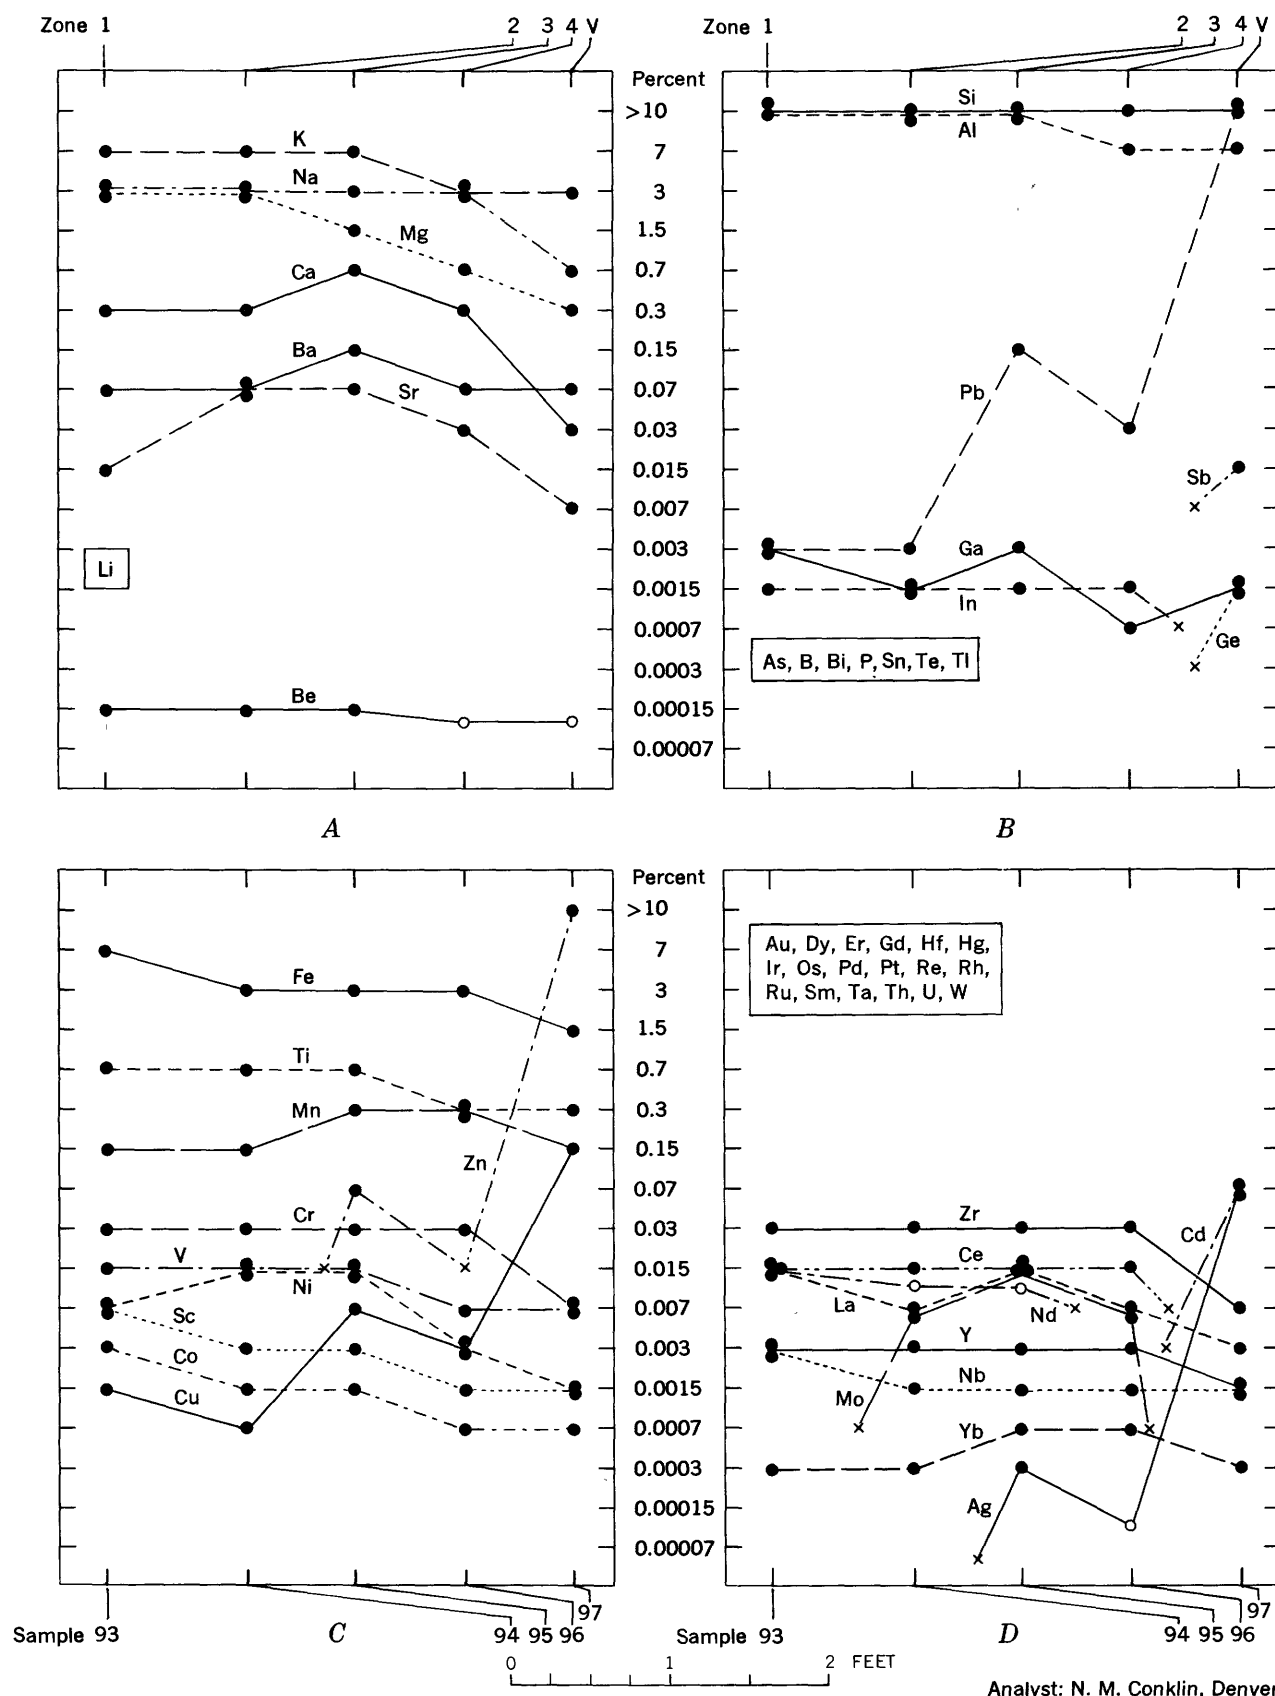 Zone 1 2 3 4 V Zone 1 2 3 4 V
Percent
>10
7
3
1.5
0.7
0.3
0.15
0.07
0.03
0.015
0.007
0.003
0.0015
0.0007
0.0003
0.00015
0.00007
K
Na
Mg
Ca
Ba
Sr
Li
Be
A
Si
Al
Pb
Sb
Ga
In
Ge
As, B, Bi, P, Sn, Te, Tl
B
Percent
>10
7
3
1.5
0.7
0.3
0.15
0.07
0.03
0.015
0.007
0.003
0.0015
0.0007
0.0003
0.00015
0.00007
Fe
Ti
Mn
Zn
Cr
V
Ni
Sc
Co
Cu
Au, Dy, Er, Gd, Hf, Hg,
Ir, Os, Pd, Pt, Re, Rh,
Ru, Sm, Ta, Th, U, W
Zr
Cd
Ce
La
Nd
Y
Nb
Mo
Yb
Ag
97 97
Sample 93 C 94 95 96 Sample 93 D 94 95 96
0 1 2 FEET
Analyst: N. M. Conklin, Denver